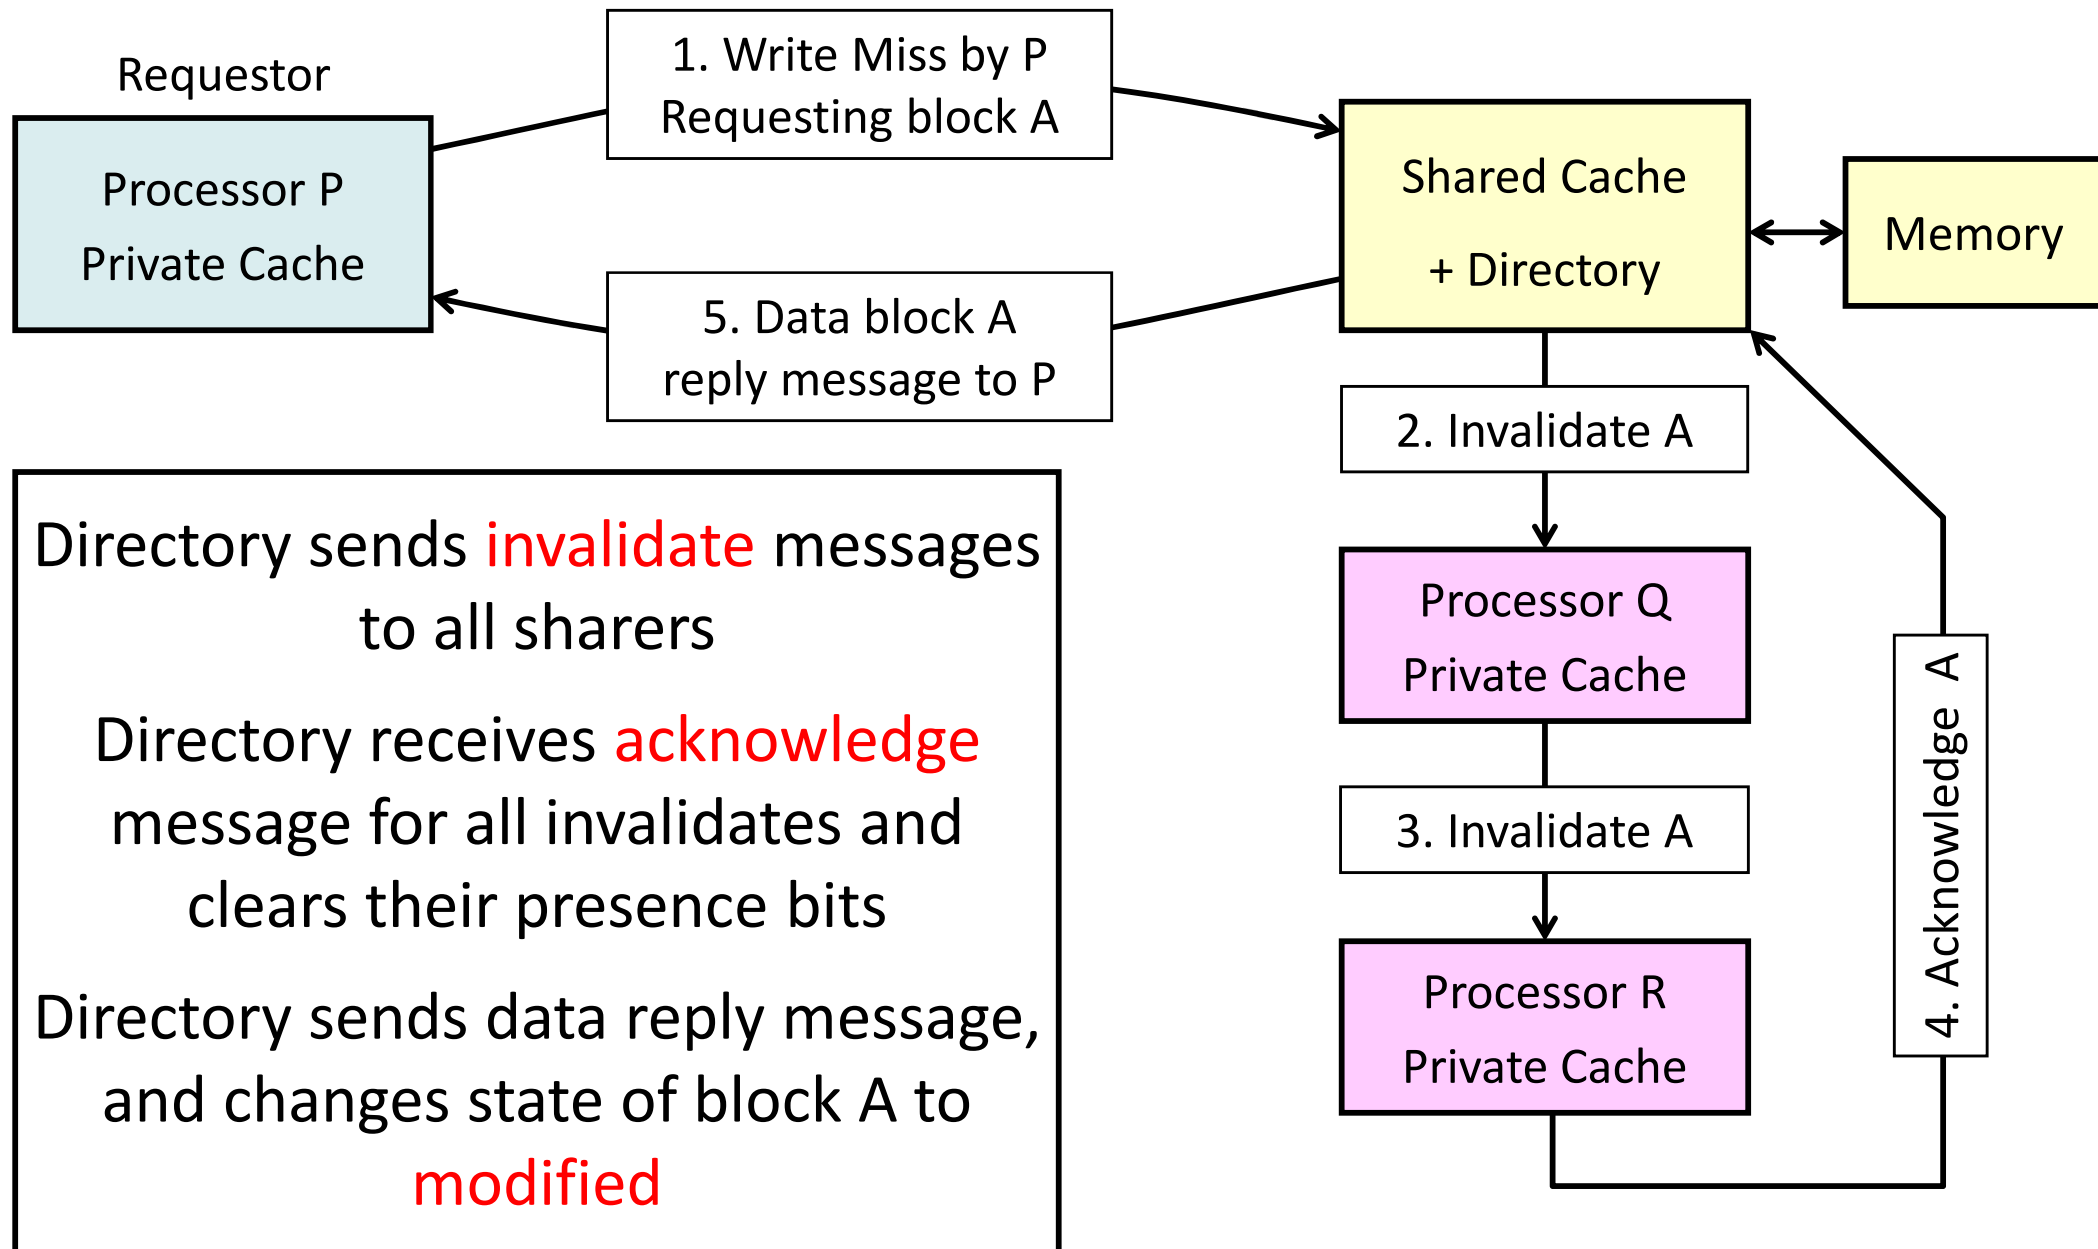 Requestor
Processor P
Private Cache
1. Write Miss by P
Requesting block A
Shared Cache
+ Directory
Memory
5. Data block A
reply message to P
2. Invalidate A
Processor Q
Private Cache
3. Invalidate A
Processor R
Private Cache
4. Acknowledge A
Directory sends invalidate messages
to all sharers
Directory receives acknowledge
message for all invalidates and
clears their presence bits
Directory sends data reply message,
and changes state of block A to
modified